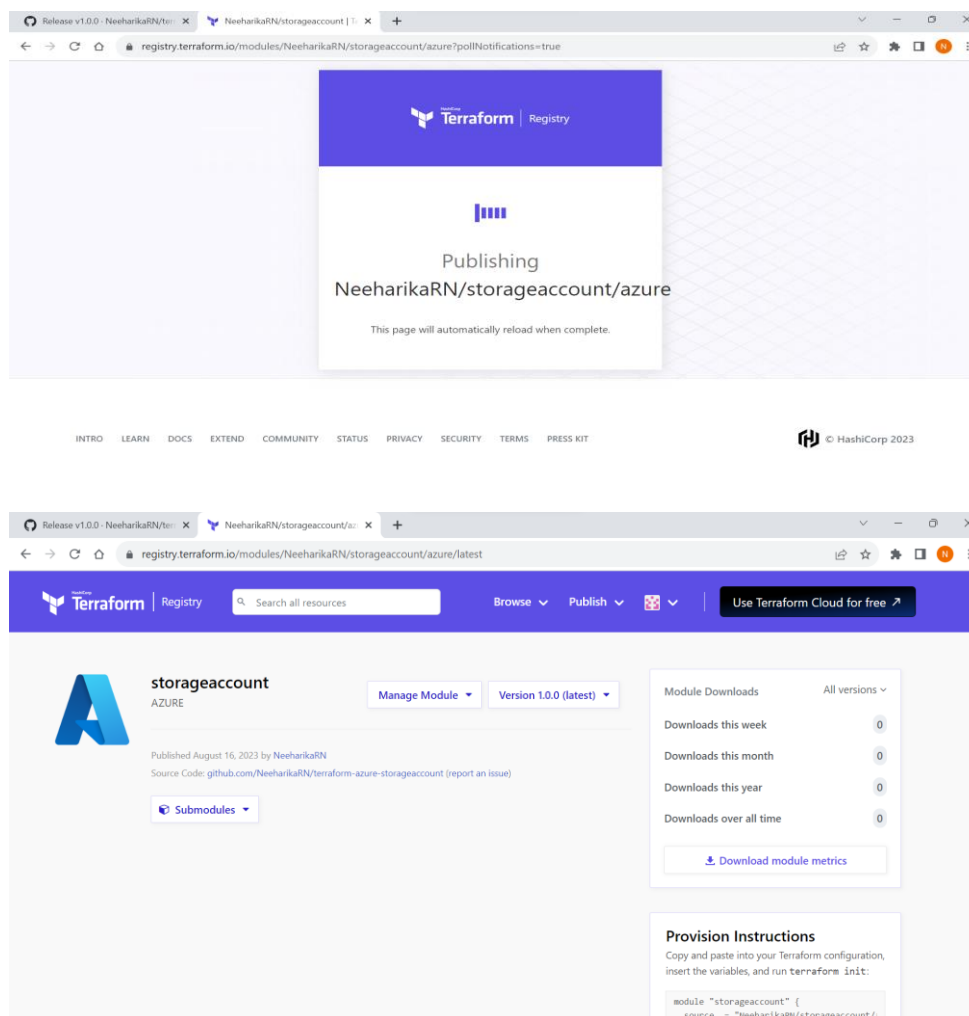 Release v1.0.0 · NeeharikaRN/ter
NeeharikaRN/storageaccount | T
registry.terraform.io/modules/NeeharikaRN/storageaccount/azure?pollNotifications=true
N
HashiCorp
Terraform | Registry
Publishing
NeeharikaRN/storageaccount/azure
This page will automatically reload when complete.
INTRO LEARN DOCS EXTEND COMMUNITY STATUS PRIVACY SECURITY TERMS PRESS KIT
© HashiCorp 2023
Release v1.0.0 · NeeharikaRN/ter
NeeharikaRN/storageaccount/az
registry.terraform.io/modules/NeeharikaRN/storageaccount/azure/latest
N
HashiCorp
Terraform | Registry
Search all resources
Browse
Publish
Use Terraform Cloud for free
storageaccount
AZURE
Manage Module
Version 1.0.0 (latest)
Published August 16, 2023 by NeeharikaRN
Source Code: github.com/NeeharikaRN/terraform-azure-storageaccount (report an issue)
Submodules
Module Downloads All versions
Downloads this week 0
Downloads this month 0
Downloads this year 0
Downloads over all time 0
Download module metrics
Provision Instructions
Copy and paste into your Terraform configuration,
insert the variables, and run terraform init:
module "storageaccount" {
source = "NeeharikaRN/storageaccount/